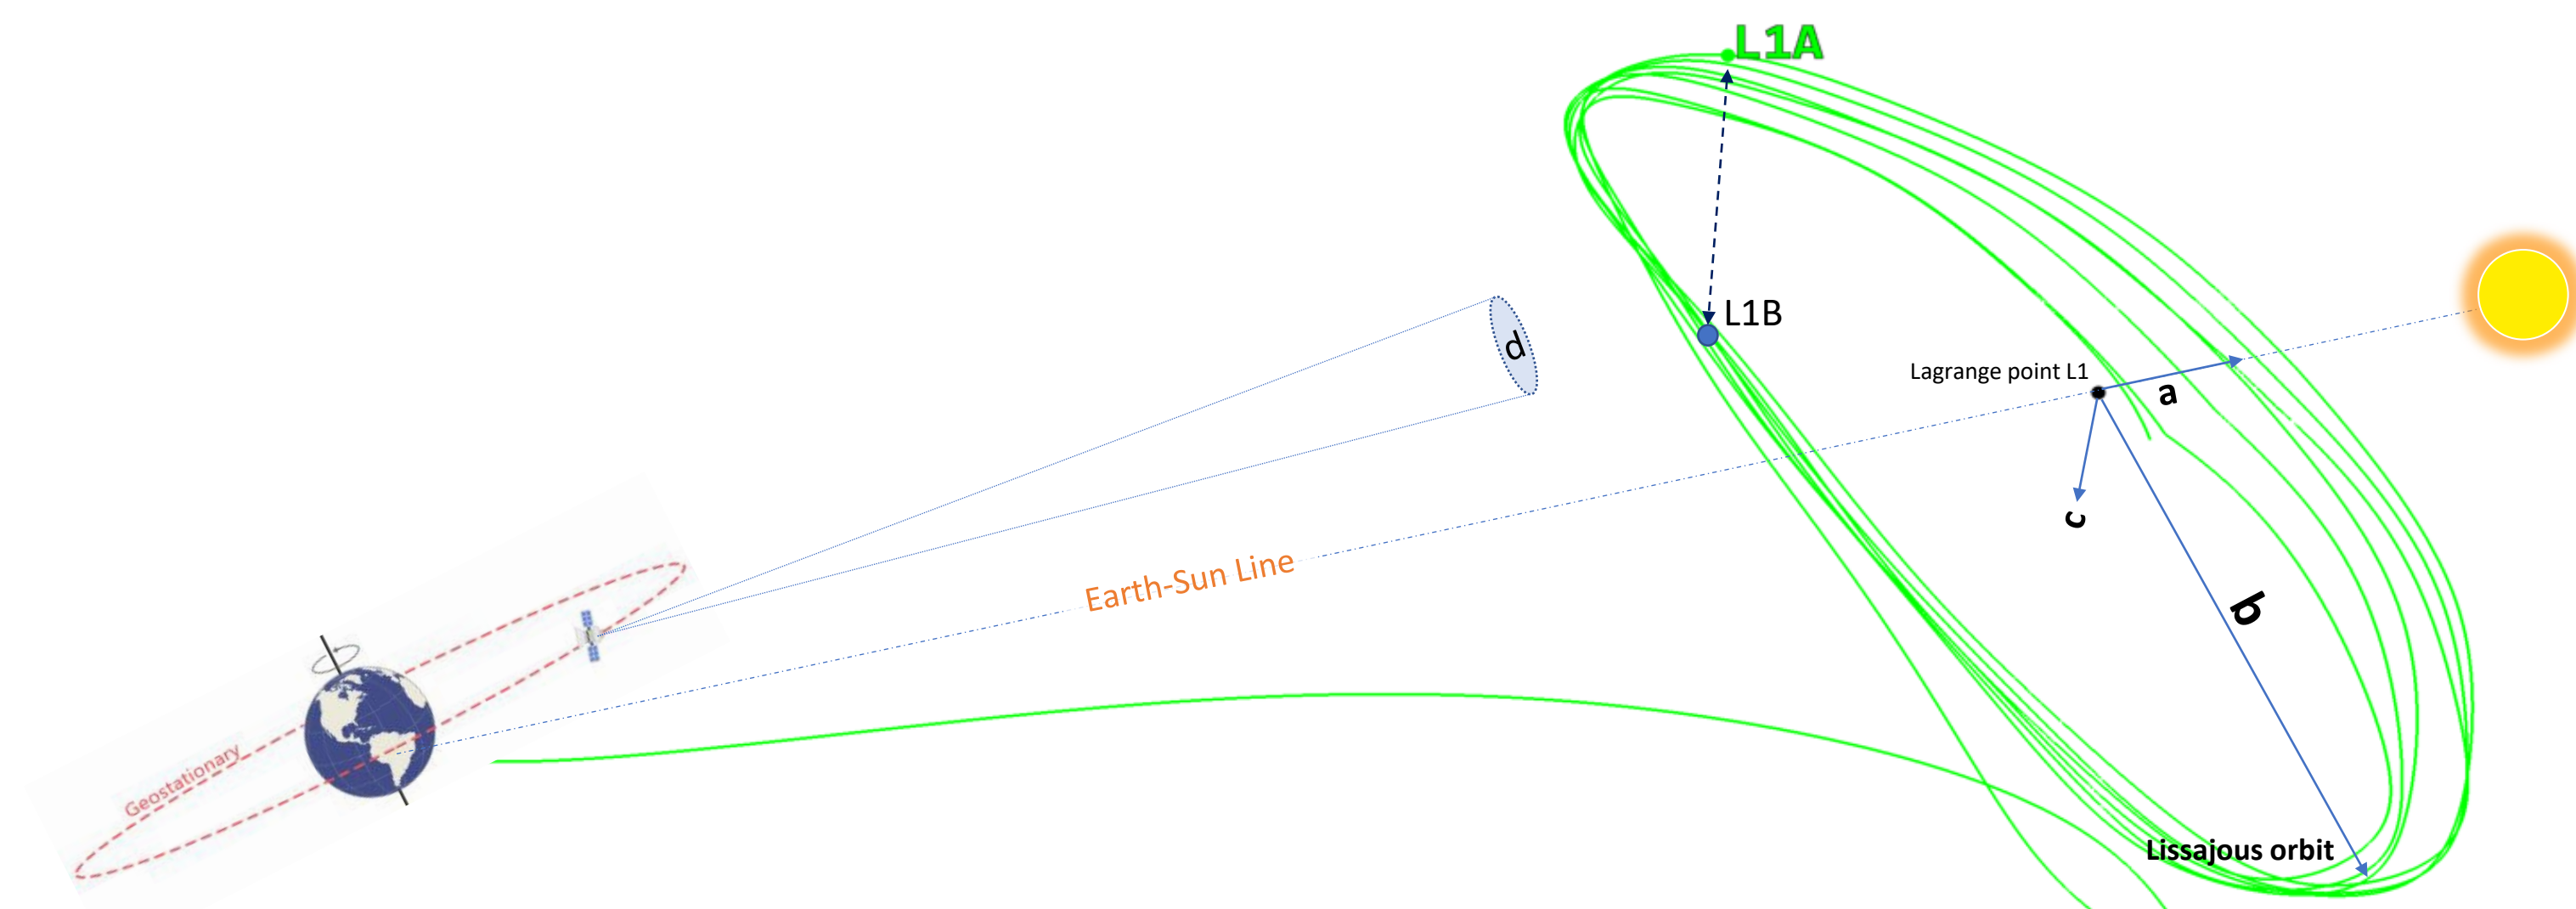 L1A
L1B
d
Lagrange point L1
a
c
b
Earth-Sun Line
Geostationary
Lissajous orbit